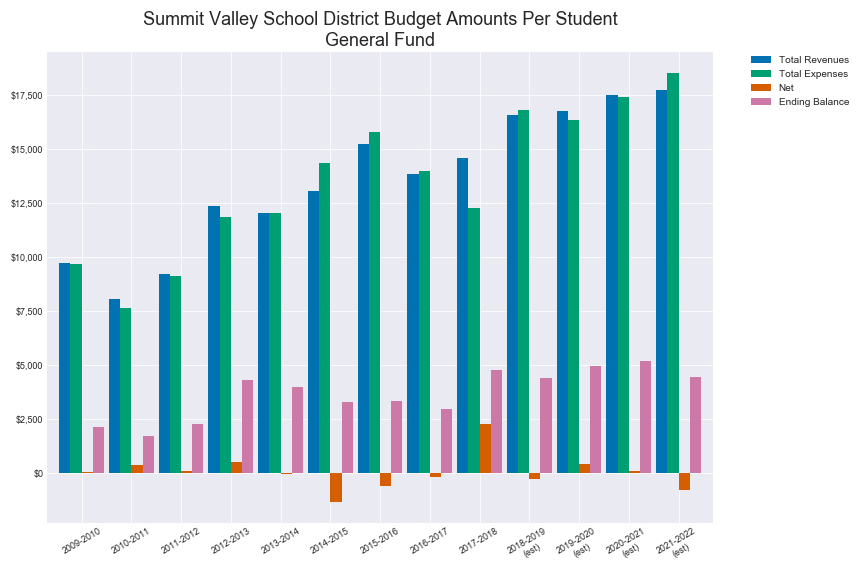 Summit Valley School District Budget Amounts Per Student
General Fund
Total Revenues
Total Expenses
Net
Ending Balance
$17,500
$15,000
$12,500
$10,000
$7,500
$5,000
$2,500
$0
2009-2010
2010-2011
2011-2012
2012-2013
2013-2014
2014-2015
2015-2016
2016-2017
2017-2018
2018-2019
(est)
2019-2020
(est)
2020-2021
(est)
2021-2022
(est)